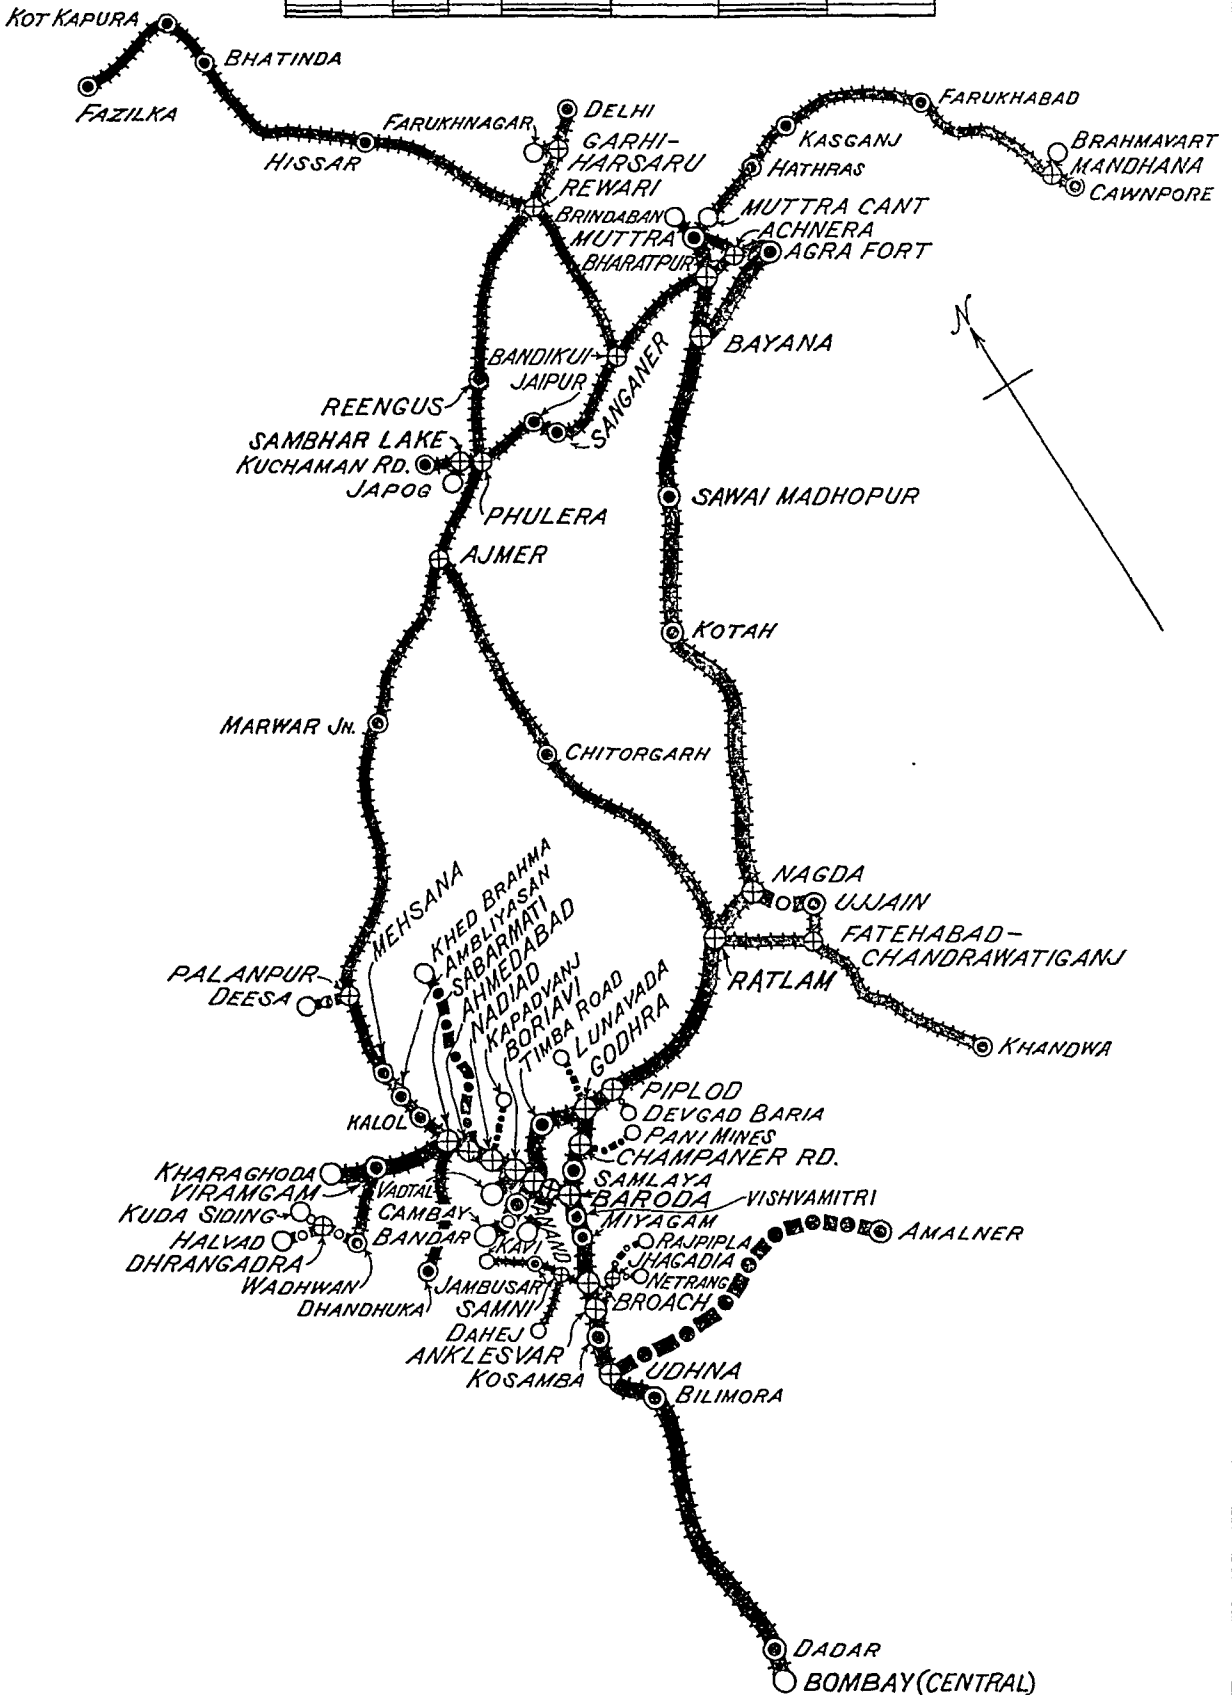 KOT KAPURA
BHATINDA
FAZILKA
HISSAR
FARUKHNAGAR
DELHI
GARHI-
HARSARU
REWARI
FARUKHABAD
KASGANJ
HATHRAS
BRAHMAVART
MANDHANA
CAWNPORE
BRINDABAN
MUTTRA CANT
MUTTRA
ACHNERA
BHARATPUR
AGRA FORT
N
BAYANA
BANDIKUI
JAIPUR
SANGANER
REENGUS
SAMBHAR LAKE
KUCHAMAN RD.
JAPOG
PHULERA
SAWAI MADHOPUR
AJMER
KOTAH
MARWAR JN.
CHITORGARH
NAGDA
UJJAIN
FATEHABAD-
CHANDRAWATIGANJ
RATLAM
KHANDWA
MEHSANA
KHED BRAHMA
AMBLIYASAN
SABARMATI
AHMEDABAD
NADIAD
KAPADVANJ
BORIAVI
TIMBA ROAD
LUNAVADA
GODHRA
PALANPUR
DEESA
PIPLOD
DEVGAD BARIA
PANI MINES
CHAMPANER RD.
KALOL
KHARAGHODA
VIRAMGAM
VADTAL
SAMLAYA
BARODA
VISHVAMITRI
KUDA SIDING
CAMBAY
ANAND
MIYAGAM
HALVAD
BANDAR
DHRANGADRA
KAVI
RAJPIPLA
JHAGADIA
AMALNER
WADHWAN
JAMBUSAR
NETRANG
DHANDHUKA
SAMNI
BROACH
DAHEJ
ANKLESVAR
KOSAMBA
UDHNA
BILIMORA
DADAR
BOMBAY (CENTRAL)